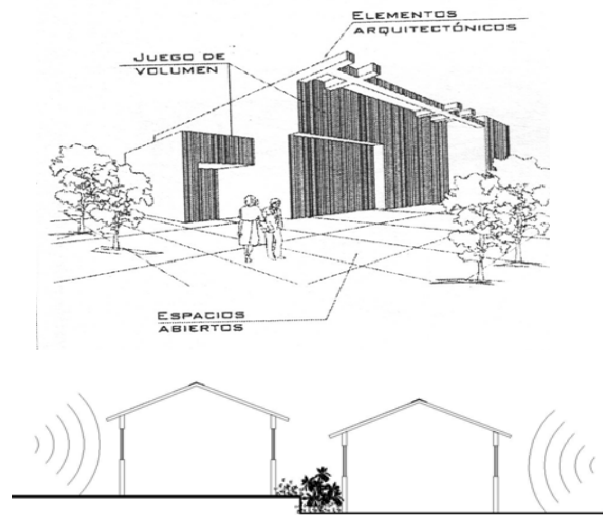 ELEMENTOS
ARQUITECTÓNICOS
JUEGO DE
VOLUMEN
ESPACIOS
ABIERTOS